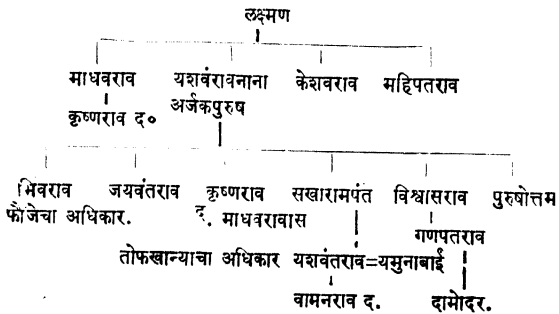 लक्ष्मण
माधवराव यशवंरावनाना केशवराव महिपतराव
कृष्णराव द० अर्जकपुरुष
भिवराव जयवंतराव कृष्णराव सखारामपंत विश्वासराव पुरुषोत्तम
फौजेचा अधिकार. द. माधवरावास
गणपतराव
तोफखान्याचा अधिकार यशवंतराव=यमुनाबाई
वामनराव द. दामोदर.